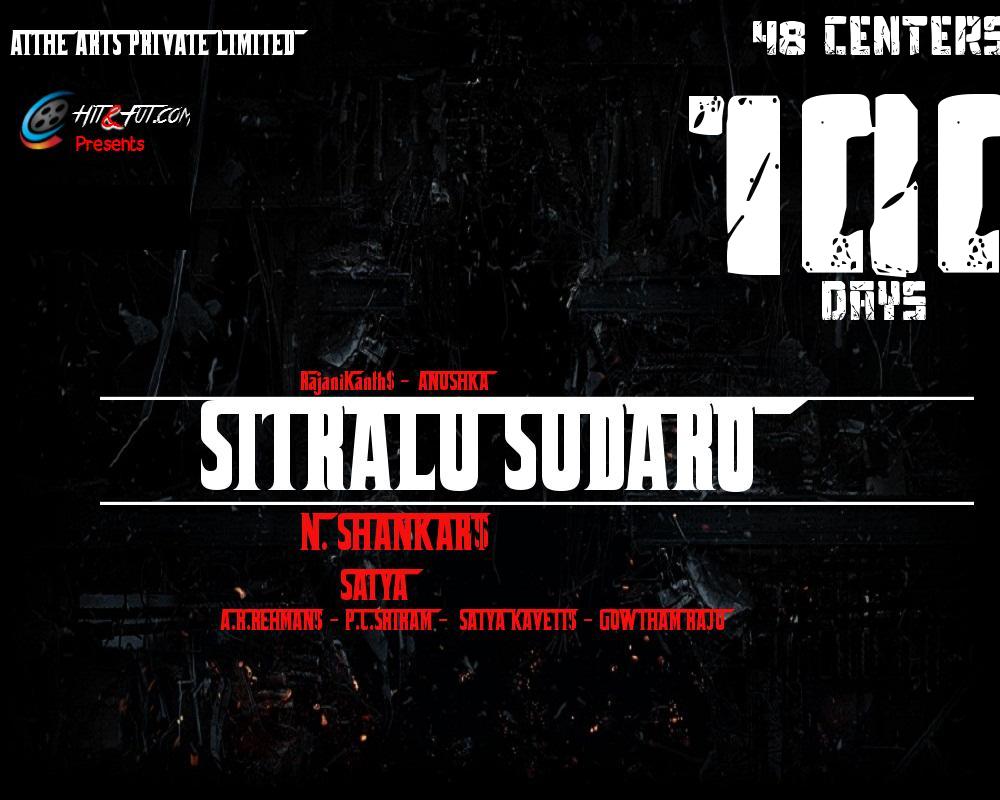 ATTHE ARTS PRIVATE LIMITED
48 CENTERS
HIT&FUT.COM
Presents
100
DAYS
RajaniKanth$ - ANUSHKA
SITRALU SUDARU
N. SHANKAR$
SATYA
A.R.REHMAN$ - P.C.SRIRAM - SATYA KAVETI$ - GOWTHAM RAJU